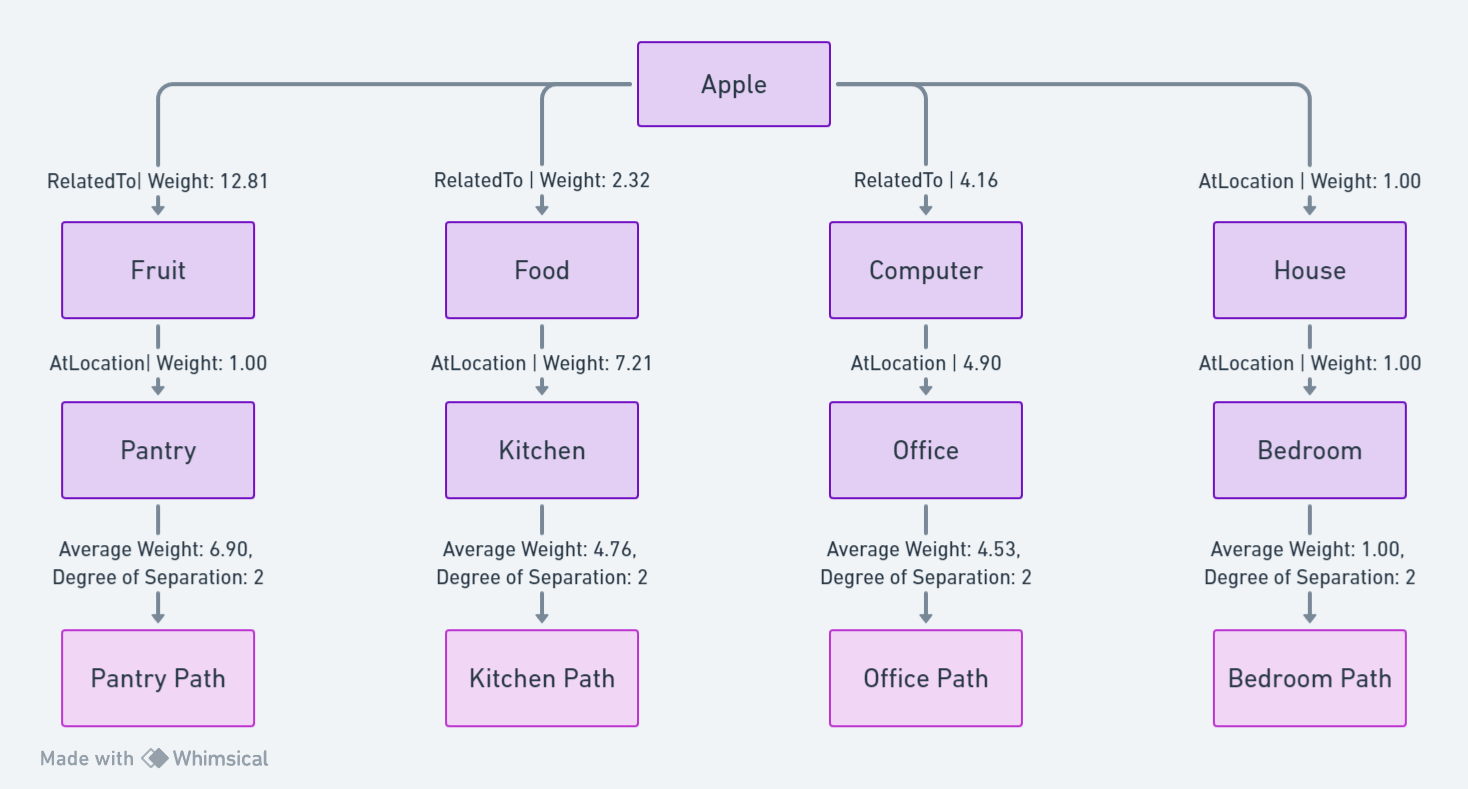 Apple
RelatedTo| Weight: 12.81
RelatedTo | Weight: 2.32
RelatedTo | 4.16
AtLocation | Weight: 1.00
Fruit
Food
Computer
House
AtLocation| Weight: 1.00
AtLocation | Weight: 7.21
AtLocation | 4.90
AtLocation | Weight: 1.00
Pantry
Kitchen
Office
Bedroom
Average Weight: 6.90,
Degree of Separation: 2
Average Weight: 4.76,
Degree of Separation: 2
Average Weight: 4.53,
Degree of Separation: 2
Average Weight: 1.00,
Degree of Separation: 2
Pantry Path
Kitchen Path
Office Path
Bedroom Path
Made with Whimsical